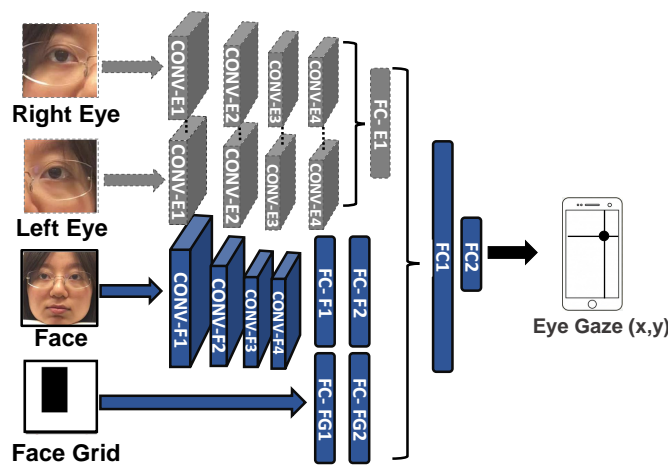 CONV-E1
CONV-E2
CONV-E3
CONV-E4
Right Eye
FC- E1
CONV-E1
CONV-E2
CONV-E3
CONV-E4
Left Eye
CONV-F1
CONV-F2
CONV-F3
CONV-F4
FC- F1
FC- F2
Face
FC- FG1
FC- FG2
Face Grid
FC1
FC2
Eye Gaze (x,y)